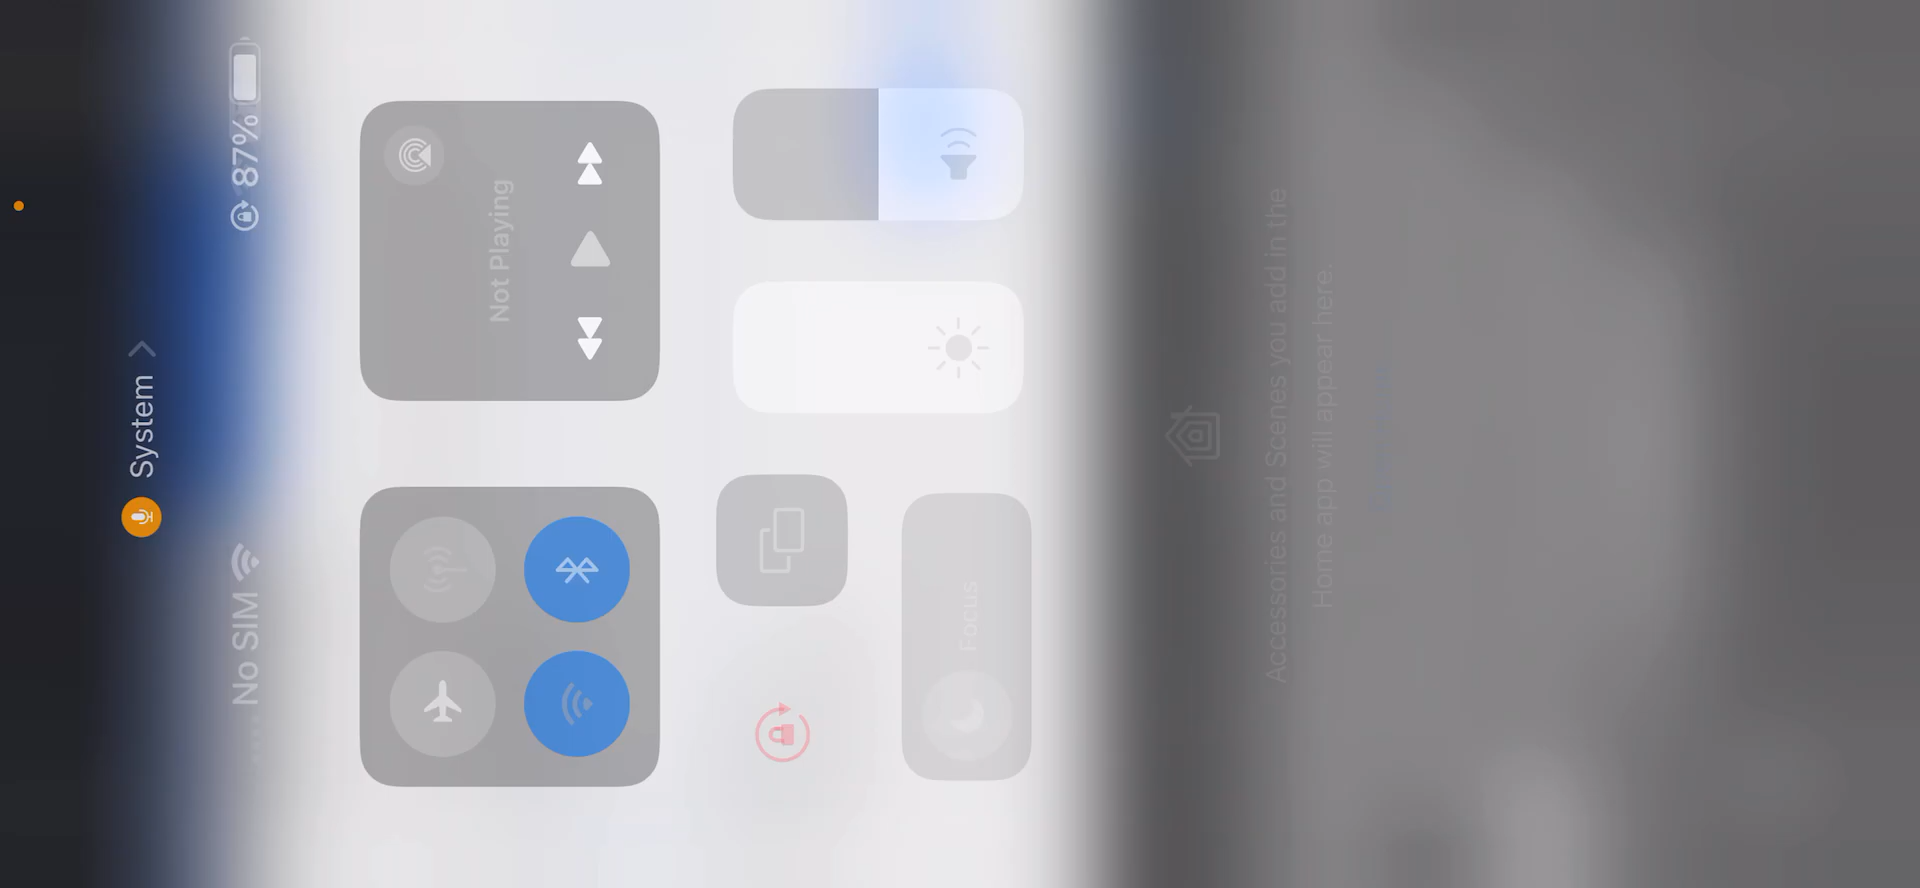 System
No SIM 87%
Not Playing
Focus
Accessories and Scenes you add in the
Home app will appear here.